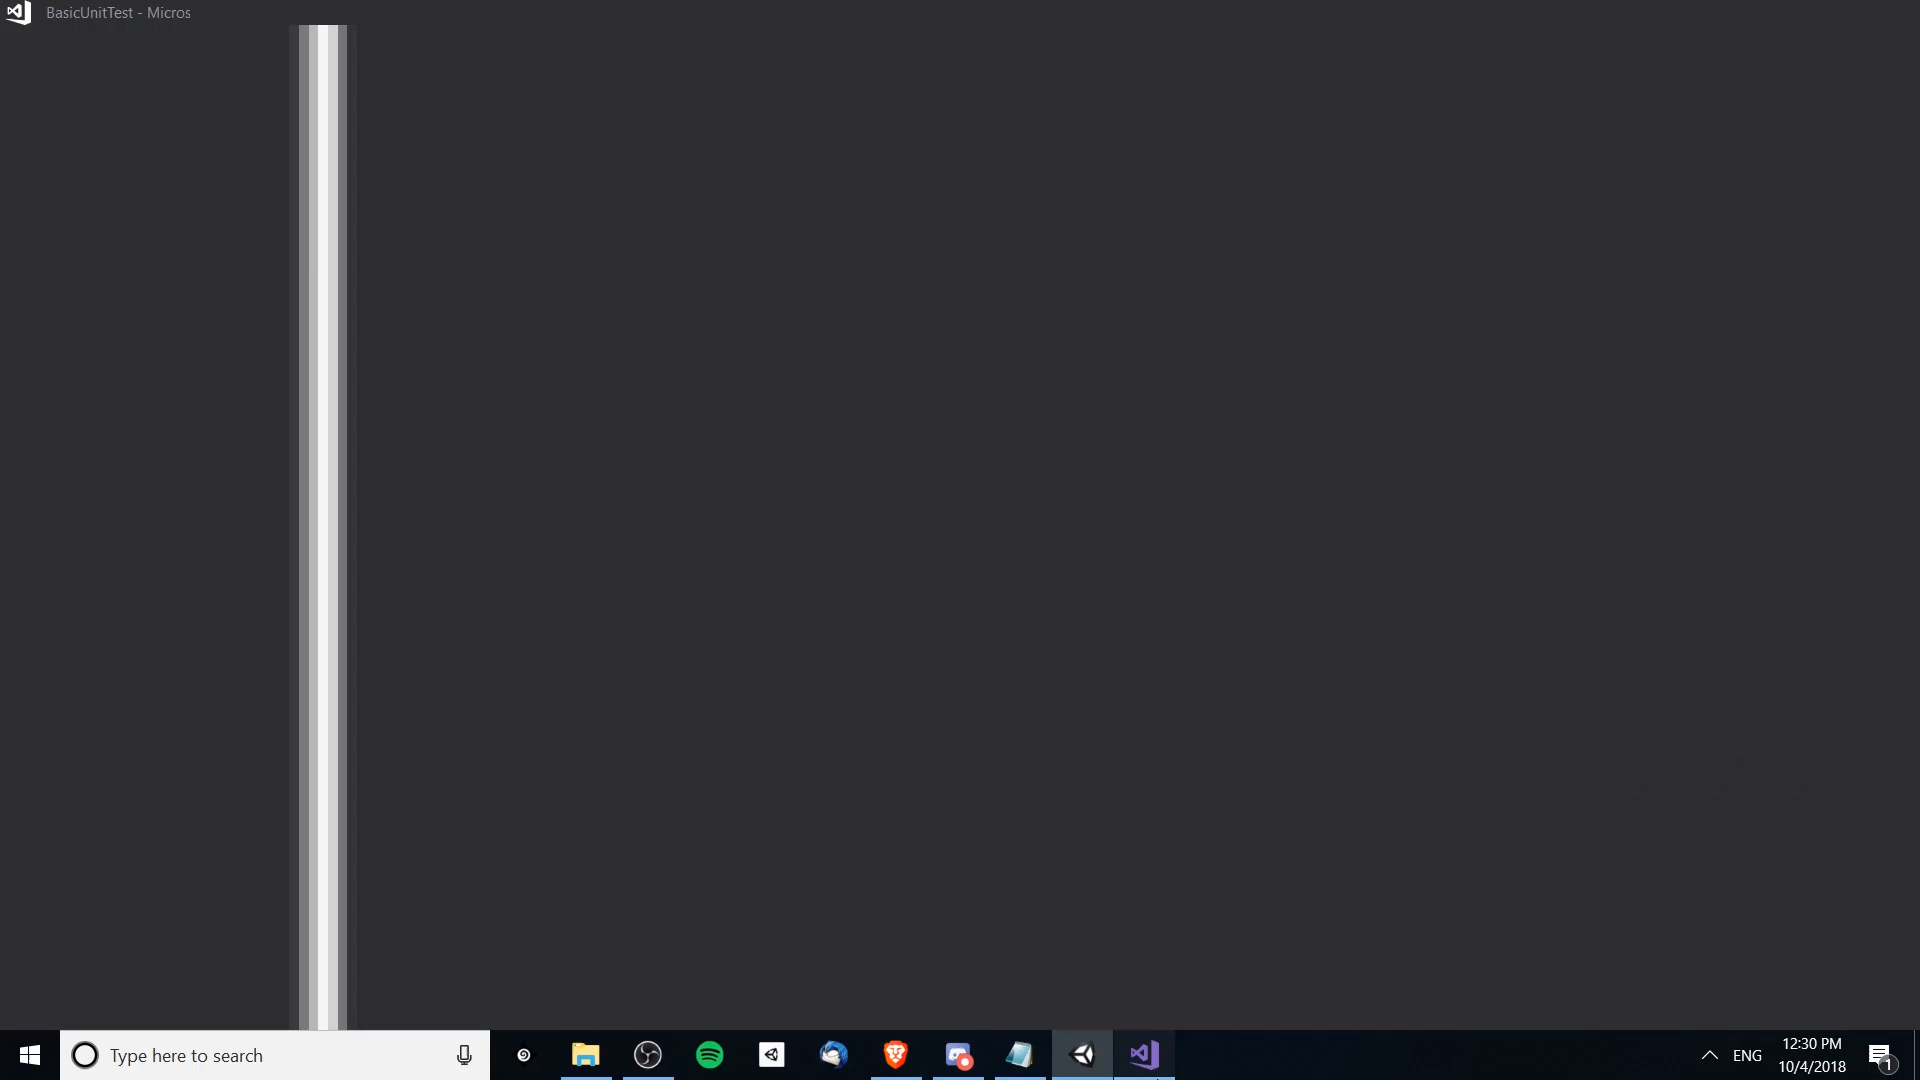 BasicUnitTest - Micros
Type here to search
ENG
12:30 PM
10/4/2018
1